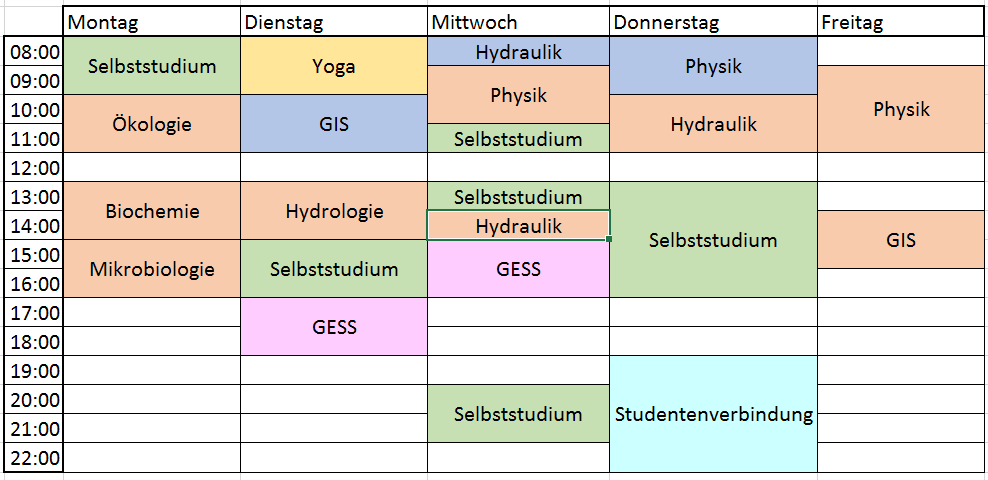 Montag Dienstag Mittwoch Donnerstag Freitag
08:00 Selbststudium Yoga Hydraulik Physik
09:00 Physik Physik
10:00 Ökologie GIS Hydraulik
11:00 Selbststudium
12:00
13:00 Biochemie Hydrologie Selbststudium Selbststudium
14:00 Hydraulik GIS
15:00 Mikrobiologie Selbststudium GESS
16:00
17:00 GESS
18:00
19:00 Studentenverbindung
20:00 Selbststudium
21:00
22:00